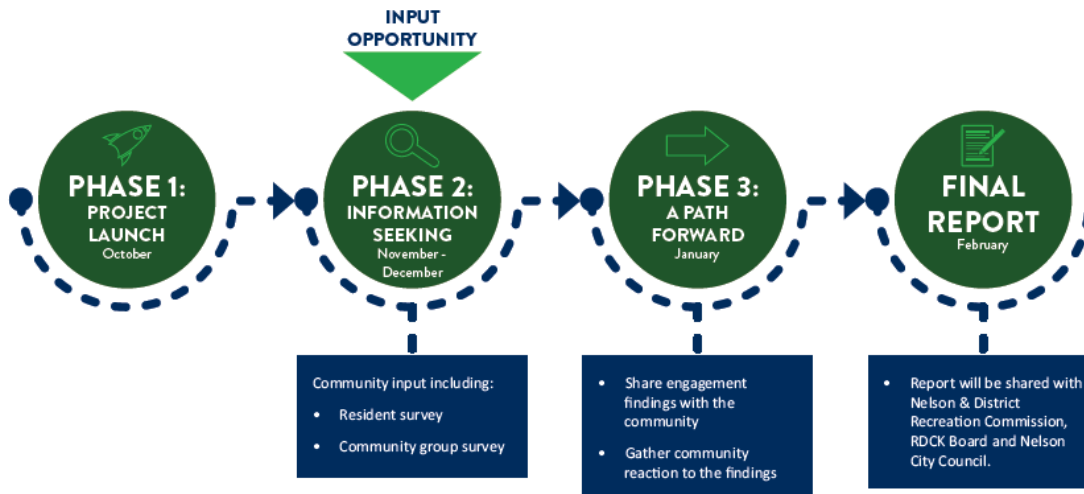 INPUT
OPPORTUNITY
PHASE 1:
PROJECT
LAUNCH
October
PHASE 2:
INFORMATION
SEEKING
November -
December
PHASE 3:
A PATH
FORWARD
January
FINAL
REPORT
February
Community input including:
• Resident survey
• Community group survey
• Share engagement
findings with the
community
• Gather community
reaction to the findings
• Report will be shared with
Nelson & District
Recreation Commission,
RDCK Board and Nelson
City Council.